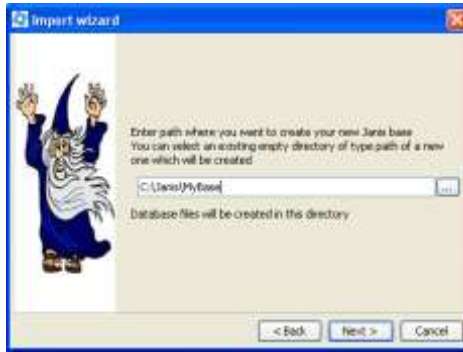 Import wizard
Enter path where you want to create your new Janis base
You can select an existing empty directory of type path of a new
one which will be created
C:\Janis\MyBase
...
Database files will be created in this directory
< Back
Next >
Cancel